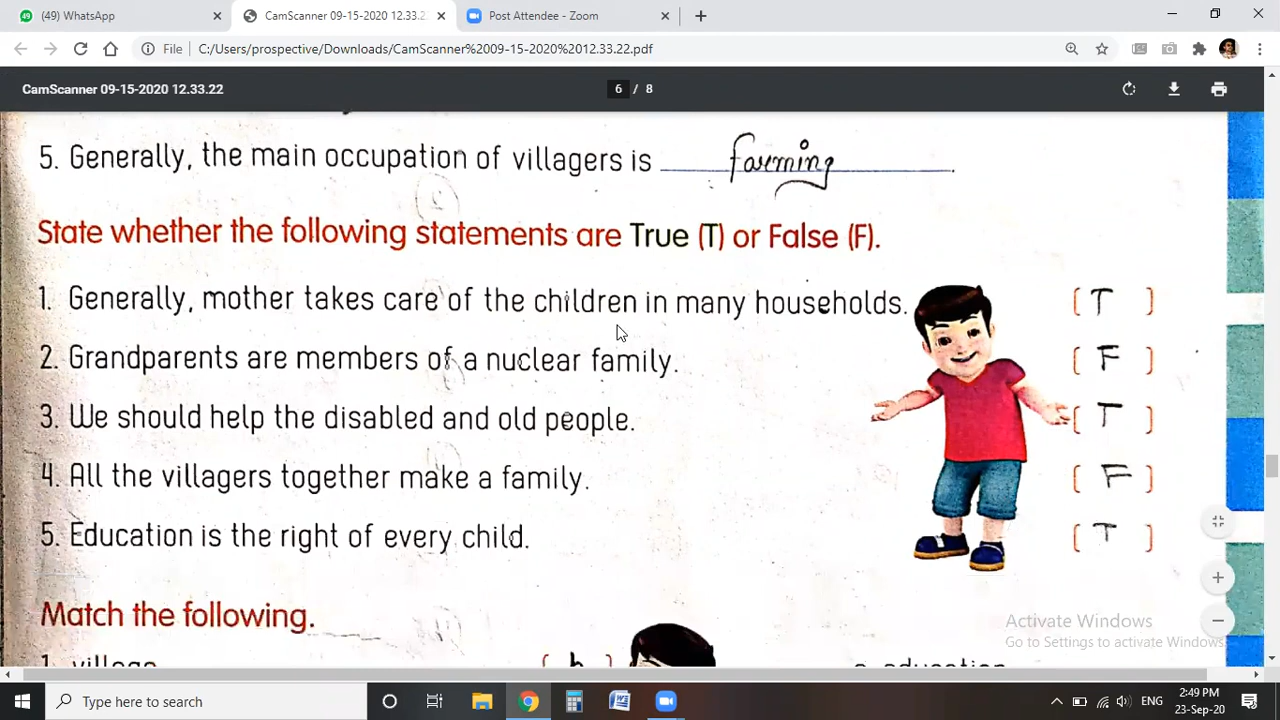 (49) WhatsApp
CamScanner 09-15-2020 12.33.2
Post Attendee - Zoom
File C:/Users/prospective/Downloads/CamScanner%2009-15-2020%2012.33.22.pdf
CamScanner 09-15-2020 12.33.22
6 / 8
5. Generally, the main occupation of villagers is farming.
State whether the following statements are True (T) or False (F).
1. Generally, mother takes care of the children in many households. [ T ]
2. Grandparents are members of a nuclear family. [ F ]
3. We should help the disabled and old people. [ T ]
4. All the villagers together make a family. [ F ]
5. Education is the right of every child. [ T ]
Match the following.
1. village [ b ] a. education
Activate Windows
Go to Settings to activate Windows.
Type here to search
ENG
2:49 PM
23-Sep-20